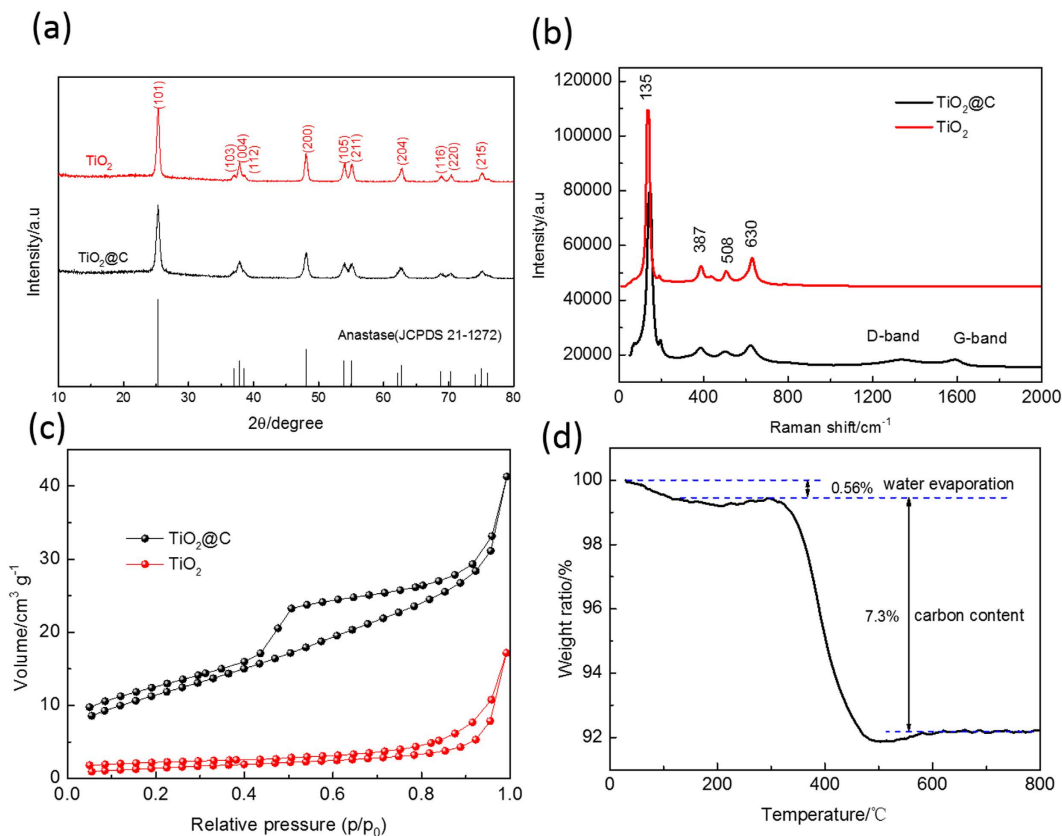 (a)
(101)
(103)
(004)
(112)
(200)
(105)
(211)
(204)
(116)
(220)
(215)
TiO2
TiO2@C
Anastase(JCPDS 21-1272)
Intensity/a.u
10 20 30 40 50 60 70 80
2θ/degree
(b)
120000
100000
80000
60000
40000
20000
Intensity/a.u
135
387
508
630
TiO2@C
TiO2
D-band
G-band
0 400 800 1200 1600 2000
Raman shift/cm-1
(c)
40
30
20
10
0
Volume/cm3 g-1
TiO2@C
TiO2
0.0 0.2 0.4 0.6 0.8 1.0
Relative pressure (p/p0)
(d)
100
98
96
94
92
Weight ratio/%
0.56% water evaporation
7.3% carbon content
0 200 400 600 800
Temperature/℃